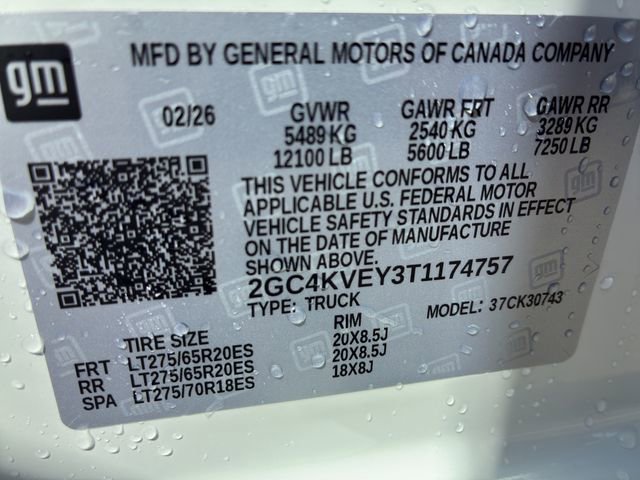 gm
MFD BY GENERAL MOTORS OF CANADA COMPANY
02/26 GVWR GAWR FRT GAWR RR
5489 KG 2540 KG 3289 KG
12100 LB 5600 LB 7250 LB
THIS VEHICLE CONFORMS TO ALL
APPLICABLE U.S. FEDERAL MOTOR
VEHICLE SAFETY STANDARDS IN EFFECT
ON THE DATE OF MANUFACTURE
SHOWN ABOVE.
2GC4KVEY3T1174757
TYPE: TRUCK MODEL: 37CK30743
TIRE SIZE RIM
FRT LT275/65R20ES 20X8.5J
RR LT275/65R20ES 20X8.5J
SPA LT275/70R18ES 18X8J